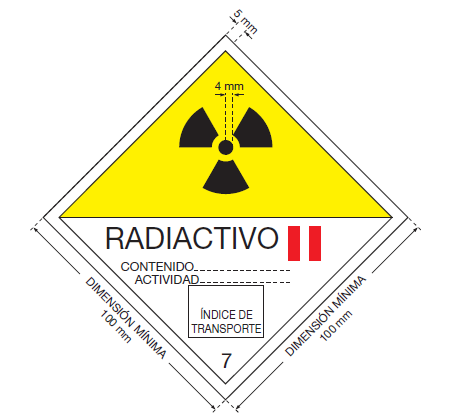 5 mm
4 mm
RADIACTIVO II
CONTENIDO
ACTIVIDAD
ÍNDICE DE
TRANSPORTE
7
DIMENSIÓN MÍNIMA
100 mm
DIMENSIÓN MÍNIMA
100 mm